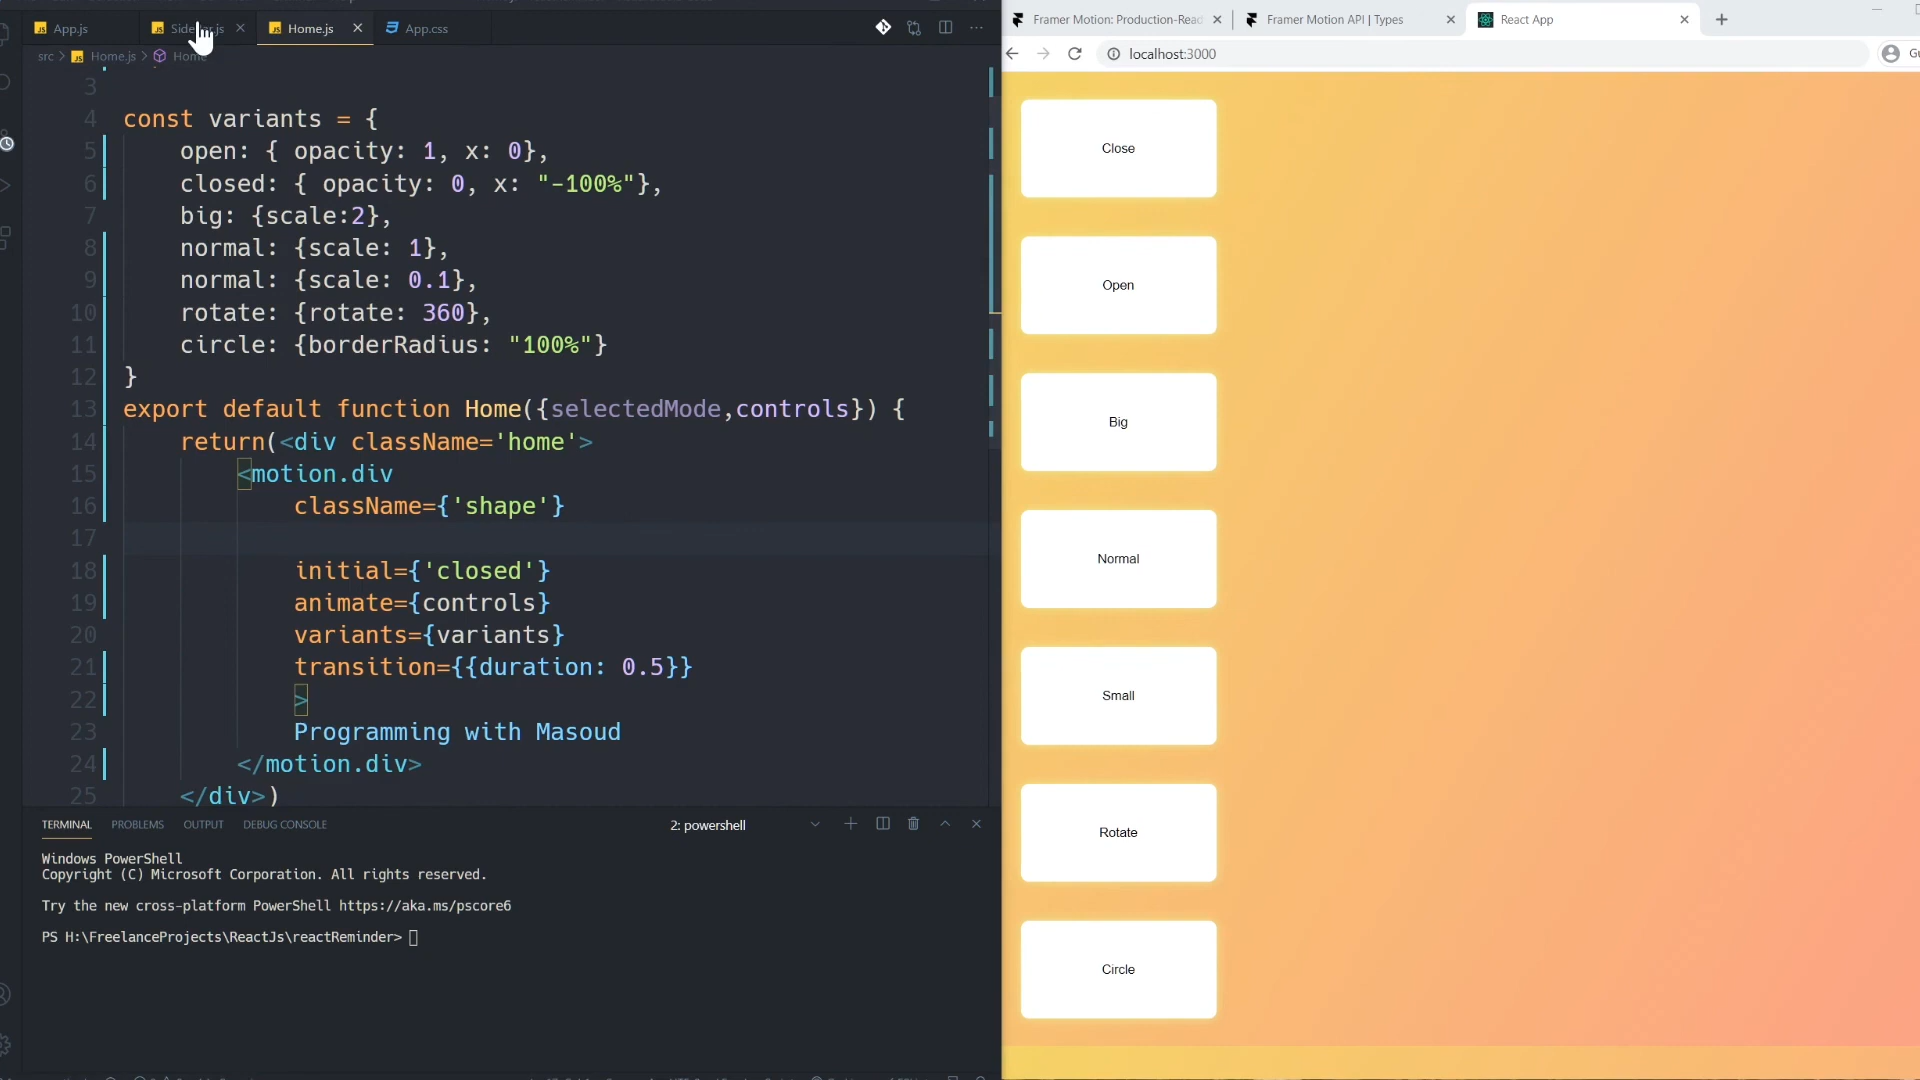 App.js
Home.js
App.css
src > Home.js > Home
3
4 const variants = {
5 open: { opacity: 1, x: 0},
6 closed: { opacity: 0, x: "-100%"},
7 big: {scale:2},
8 normal: {scale: 1},
9 normal: {scale: 0.1},
10 rotate: {rotate: 360},
11 circle: {borderRadius: "100%"}
12 }
13 export default function Home({selectedMode,controls}) {
14 return(<div className='home'>
15 <motion.div
16 className={'shape'}
17
18 initial={'closed'}
19 animate={controls}
20 variants={variants}
21 transition={{duration: 0.5}}
22 >
23 Programming with Masoud
24 </motion.div>
25 </div>)
TERMINAL PROBLEMS OUTPUT DEBUG CONSOLE 2: powershell
Windows PowerShell
Copyright (C) Microsoft Corporation. All rights reserved.
Try the new cross-platform PowerShell https://aka.ms/pscore6
PS H:\FreelanceProjects\ReactJs\reactReminder>
Framer Motion: Production-Read
Framer Motion API | Types
React App
localhost:3000
Close
Open
Big
Normal
Small
Rotate
Circle